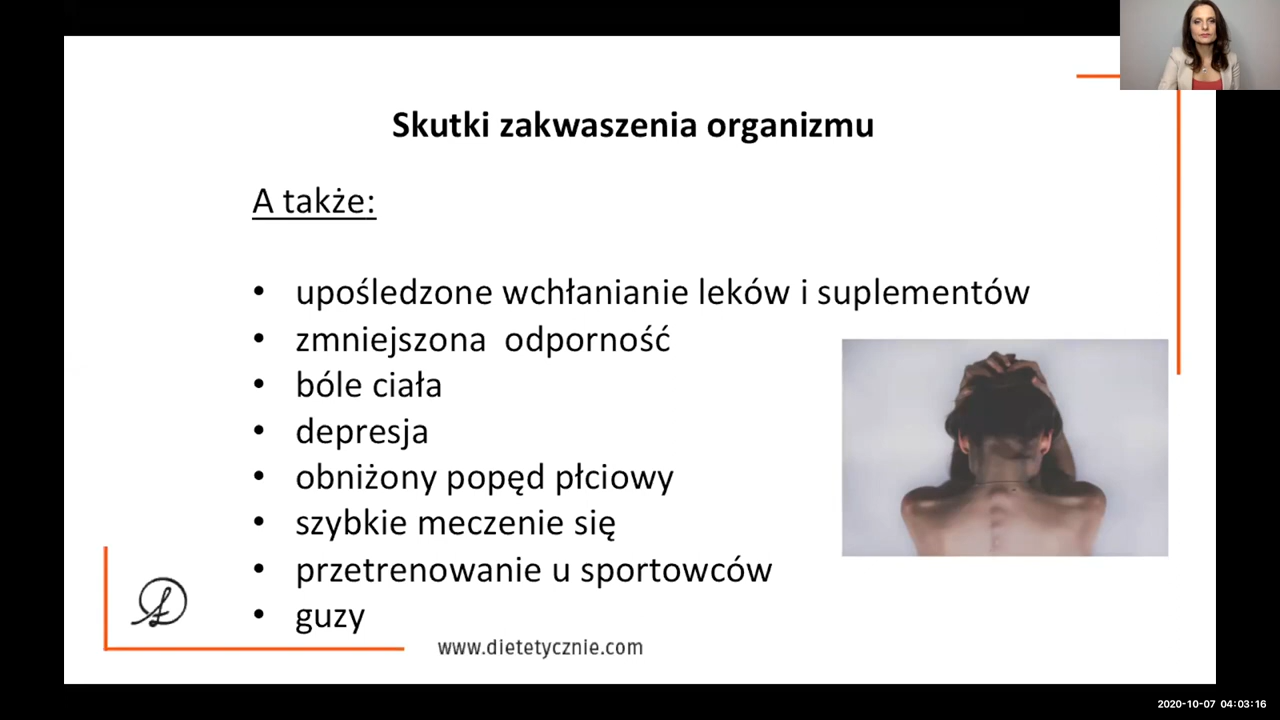 Skutki zakwaszenia organizmu
A także:
• upośledzone wchłanianie leków i suplementów
• zmniejszona  odporność
• bóle ciała
• depresja
• obniżony popęd płciowy
• szybkie meczenie się
• przetrenowanie u sportowców
• guzy
www.dietetycznie.com
2020-10-07 04:03:16